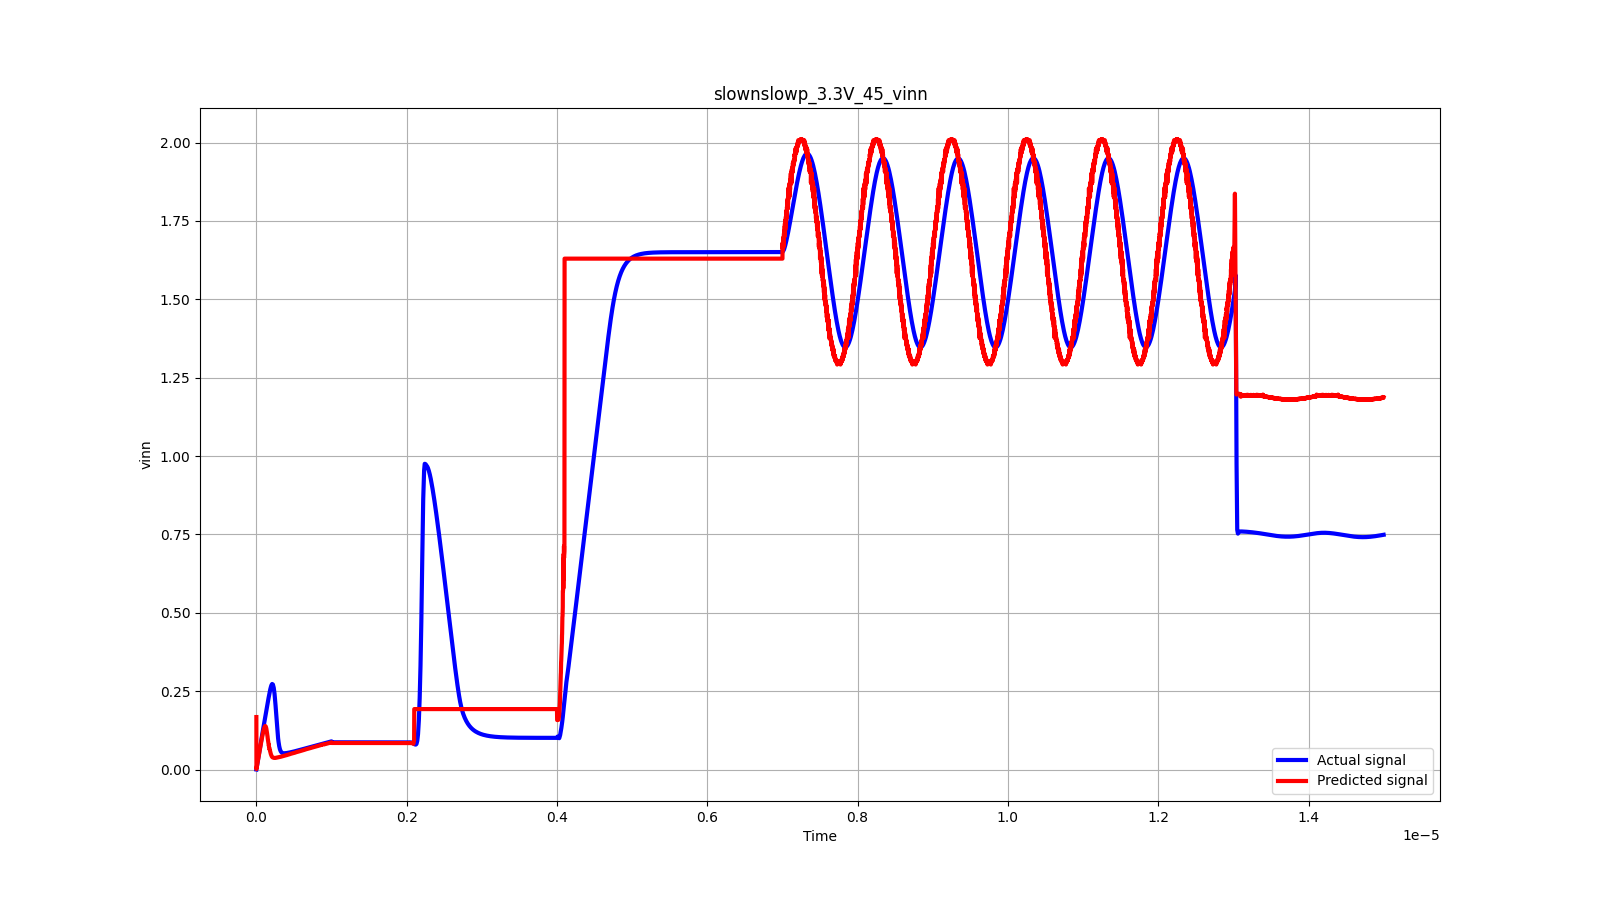 slownslowp_3.3V_45_vinn
2.00
1.75
1.50
1.25
1.00
0.75
0.50
0.25
0.00
vinn
0.0 0.2 0.4 0.6 0.8 1.0 1.2 1.4
Time
1e−5
Actual signal
Predicted signal